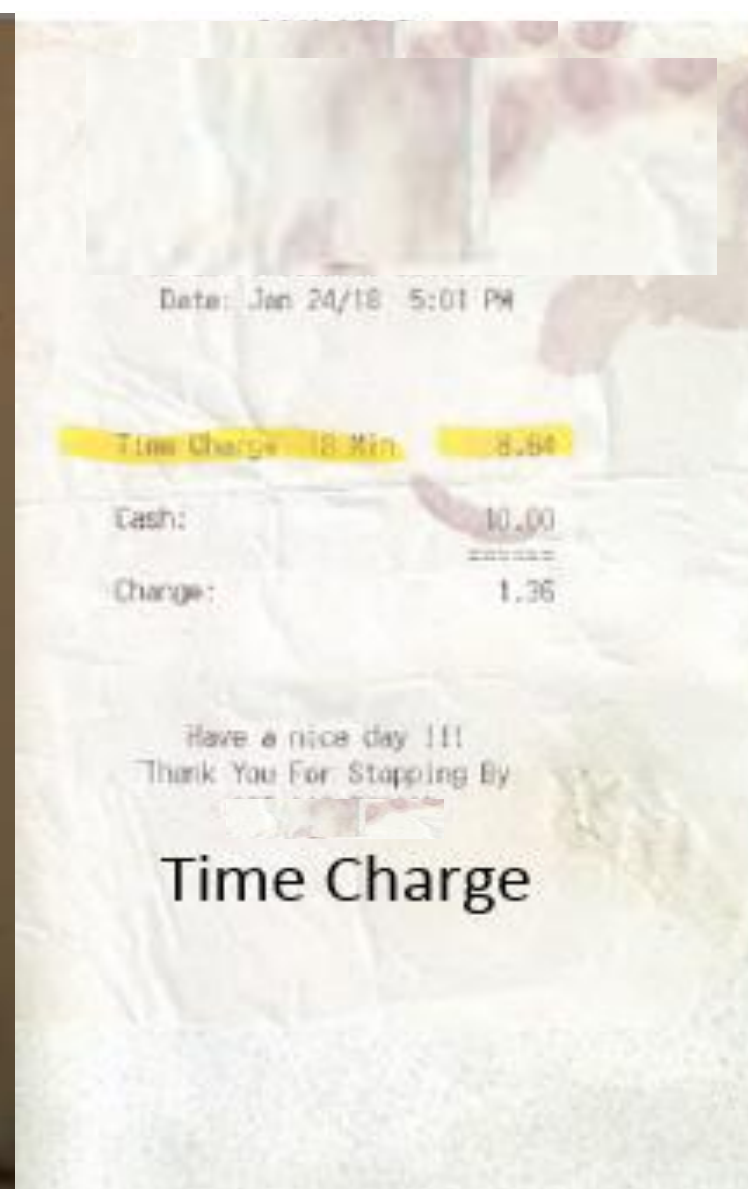 Date: Jan 24/18 5:01 PM
Time Charge 18 Min 8.64
Cash: 10.00
======
Change: 1.36
Have a nice day !!!
Thank You For Stopping By
Time Charge